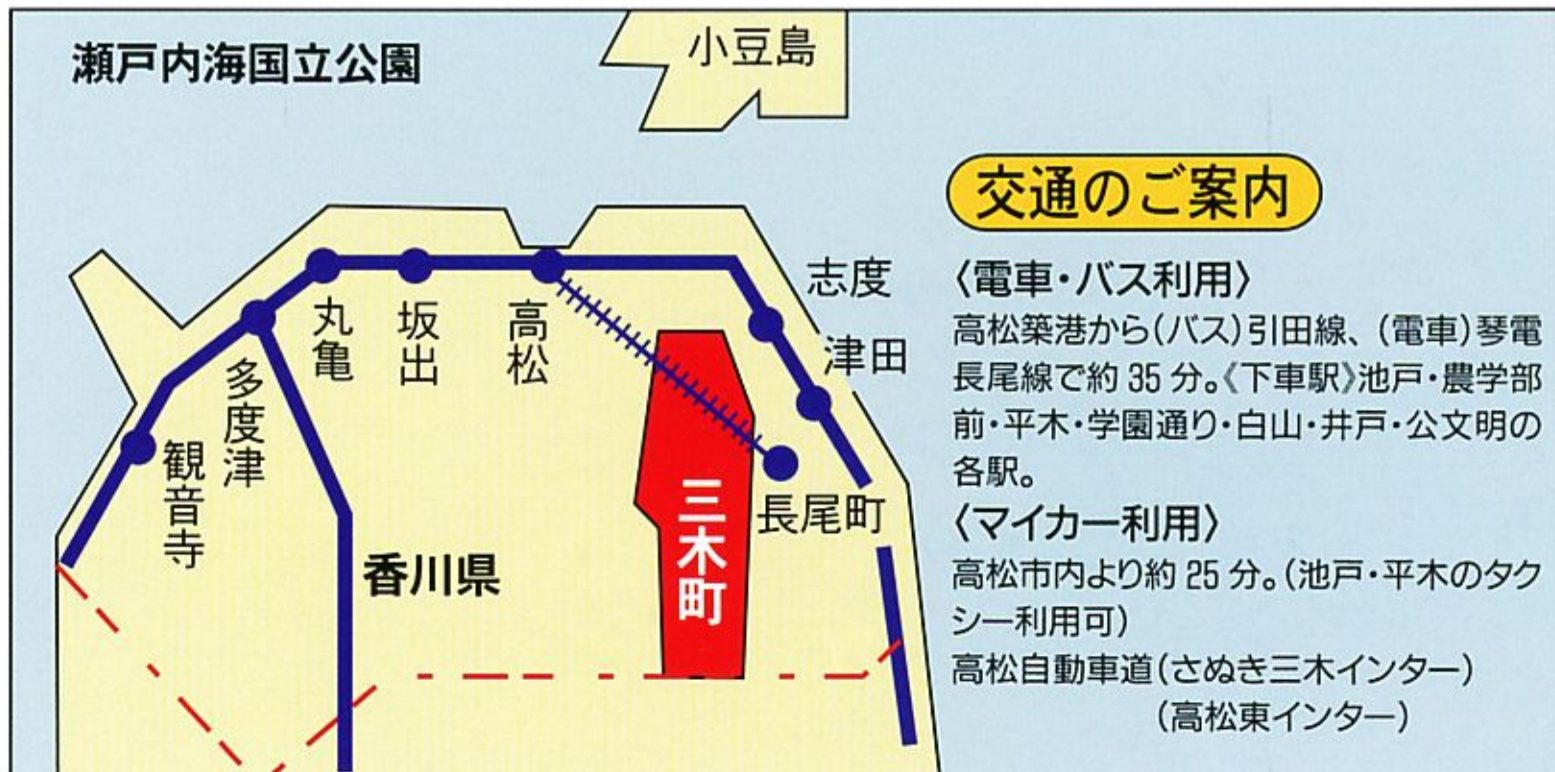 瀬戸内海国立公園
小豆島
交通のご案内
〈電車・バス利用〉
高松築港から(バス)引田線、(電車)琴電
長尾線で約 35 分。《下車駅》池戸・農学部
前・平木・学園通り・白山・井戸・公文明の
各駅。
〈マイカー利用〉
高松市内より約 25 分。(池戸・平木のタク
シー利用可)
高松自動車道(さぬき三木インター)
(高松東インター)
志度
津田
丸亀
坂出
高松
多度津
観音寺
長尾町
三木町
香川県